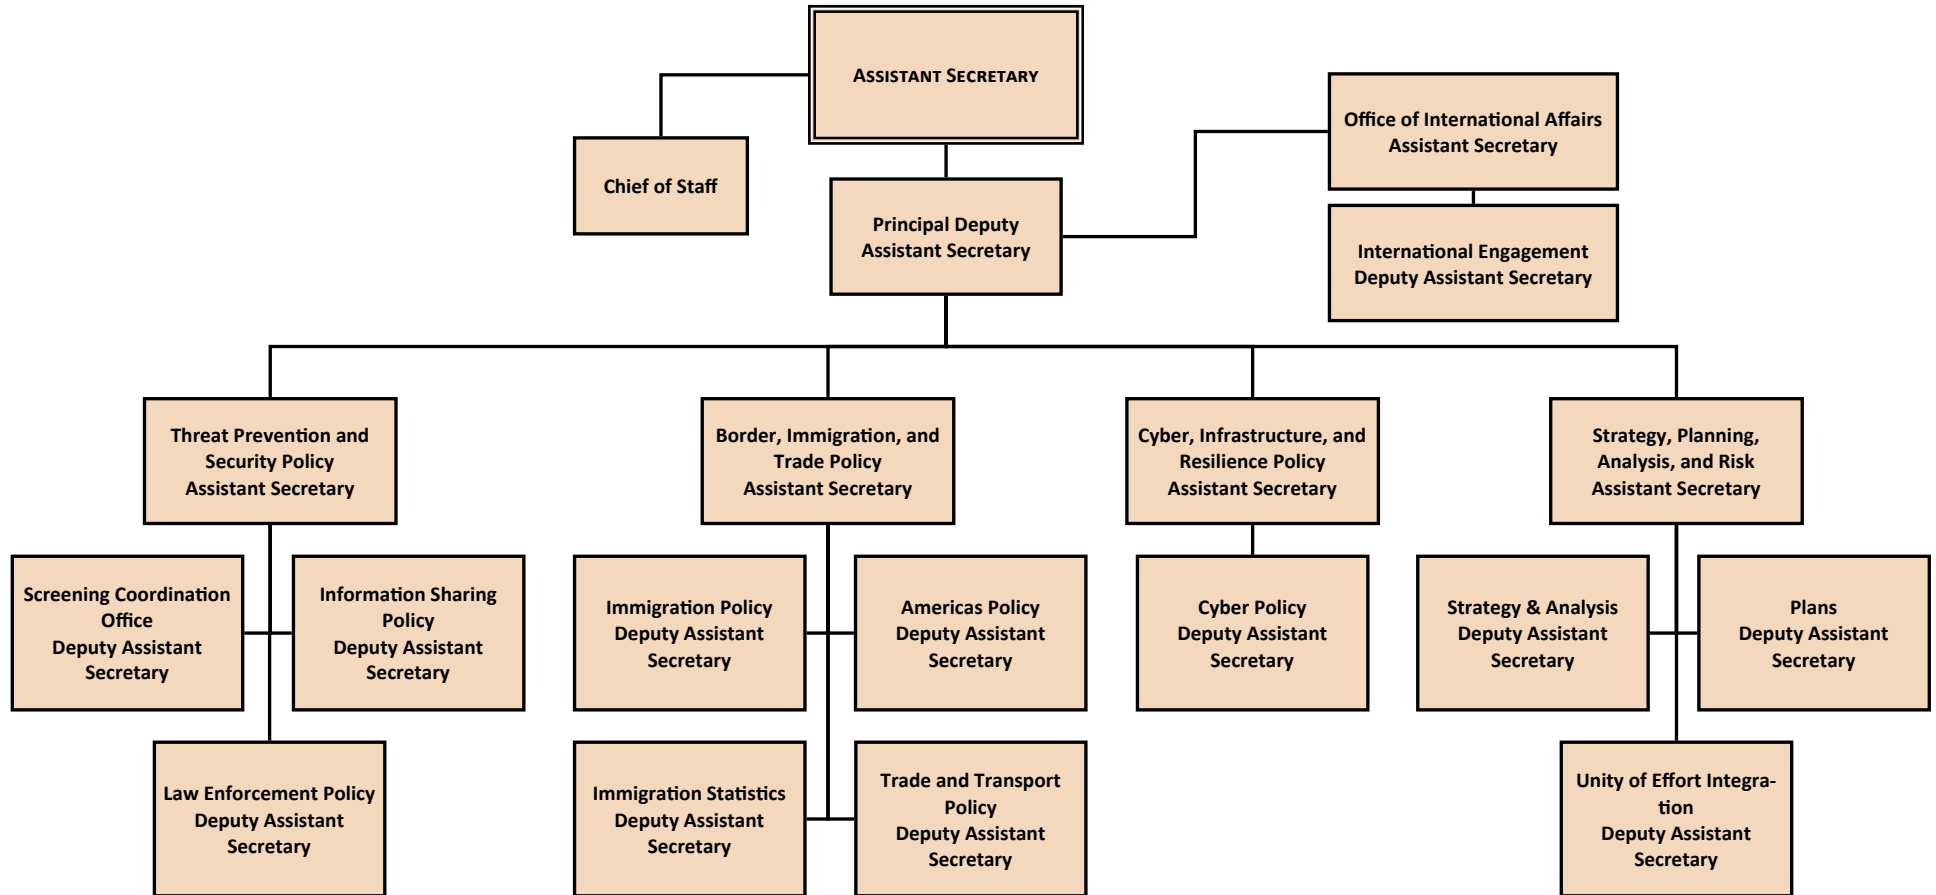 ASSISTANT SECRETARY
Chief of Staff
Office of International Affairs
Assistant Secretary
Principal Deputy
Assistant Secretary
International Engagement
Deputy Assistant Secretary
Threat Prevention and
Security Policy
Assistant Secretary
Border, Immigration, and
Trade Policy
Assistant Secretary
Cyber, Infrastructure, and
Resilience Policy
Assistant Secretary
Strategy, Planning,
Analysis, and Risk
Assistant Secretary
Screening Coordination
Office
Deputy Assistant
Secretary
Information Sharing
Policy
Deputy Assistant
Secretary
Immigration Policy
Deputy Assistant
Secretary
Americas Policy
Deputy Assistant
Secretary
Cyber Policy
Deputy Assistant
Secretary
Strategy & Analysis
Deputy Assistant
Secretary
Plans
Deputy Assistant
Secretary
Law Enforcement Policy
Deputy Assistant
Secretary
Immigration Statistics
Deputy Assistant
Secretary
Trade and Transport
Policy
Deputy Assistant
Secretary
Unity of Effort Integra-
tion
Deputy Assistant
Secretary